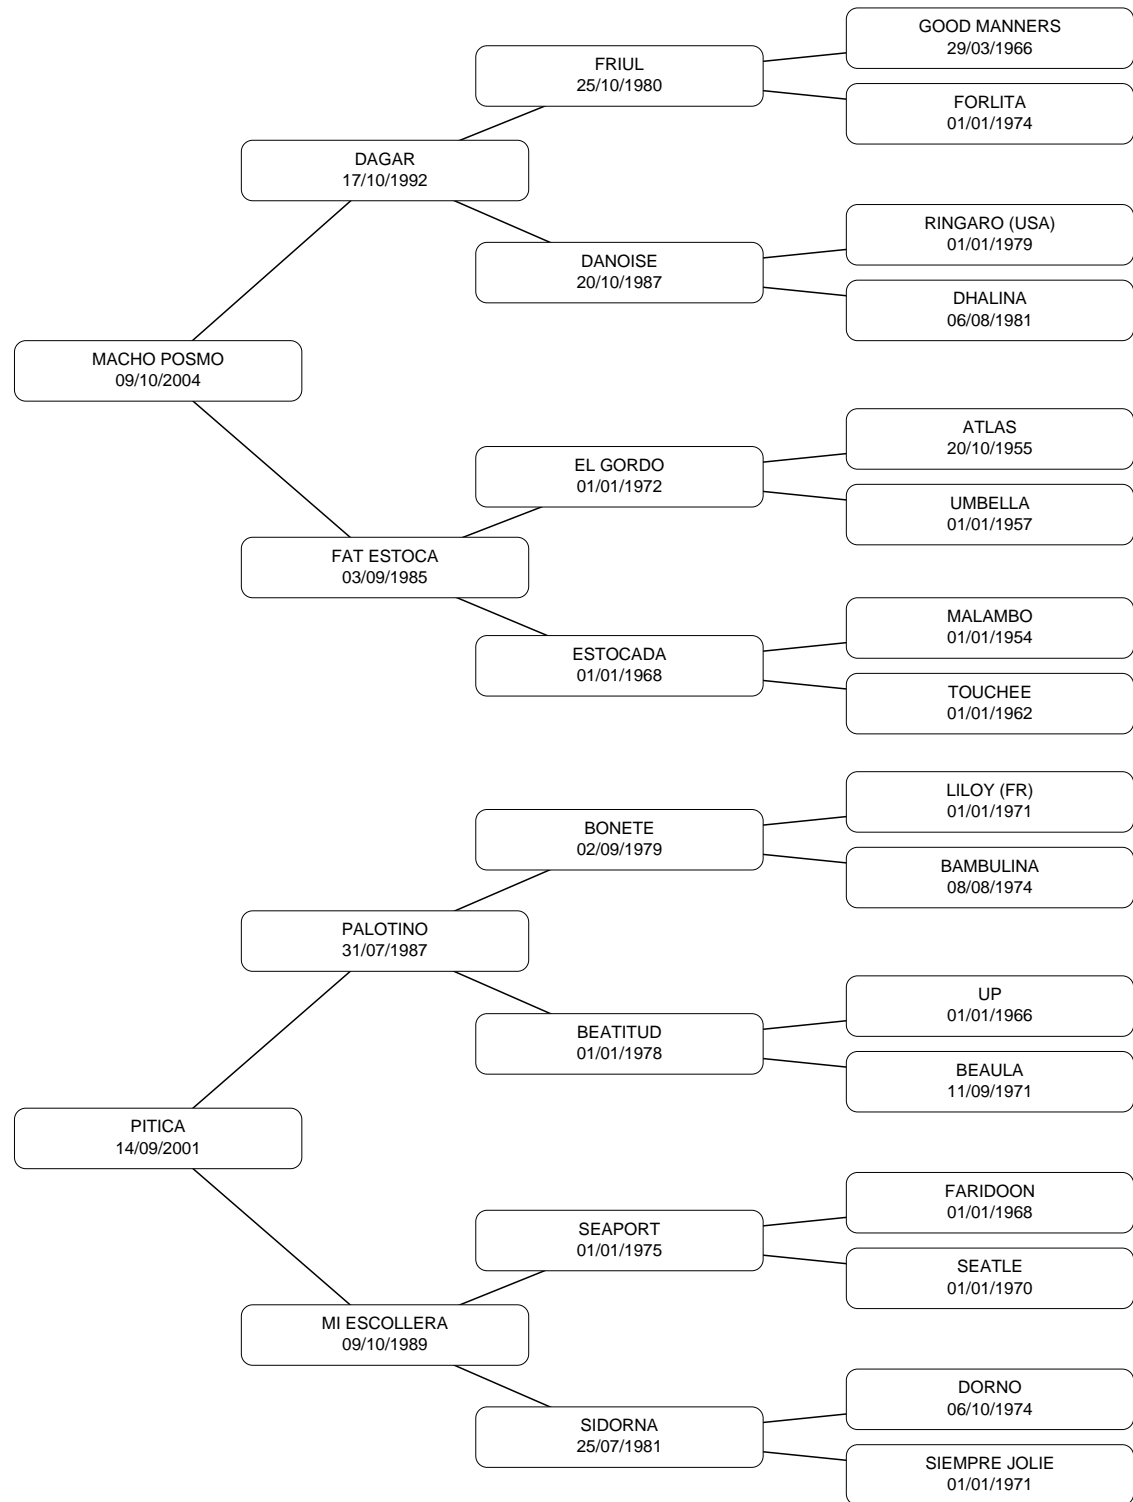 GOOD MANNERS
29/03/1966
FRIUL
25/10/1980
FORLITA
01/01/1974
DAGAR
17/10/1992
RINGARO (USA)
01/01/1979
DANOISE
20/10/1987
DHALINA
06/08/1981
MACHO POSMO
09/10/2004
ATLAS
20/10/1955
EL GORDO
01/01/1972
UMBELLA
01/01/1957
FAT ESTOCA
03/09/1985
MALAMBO
01/01/1954
ESTOCADA
01/01/1968
TOUCHEE
01/01/1962
LILOY (FR)
01/01/1971
BONETE
02/09/1979
BAMBULINA
08/08/1974
PALOTINO
31/07/1987
UP
01/01/1966
BEATITUD
01/01/1978
BEAULA
11/09/1971
PITICA
14/09/2001
FARIDOON
01/01/1968
SEAPORT
01/01/1975
SEATLE
01/01/1970
MI ESCOLLERA
09/10/1989
DORNO
06/10/1974
SIDORNA
25/07/1981
SIEMPRE JOLIE
01/01/1971